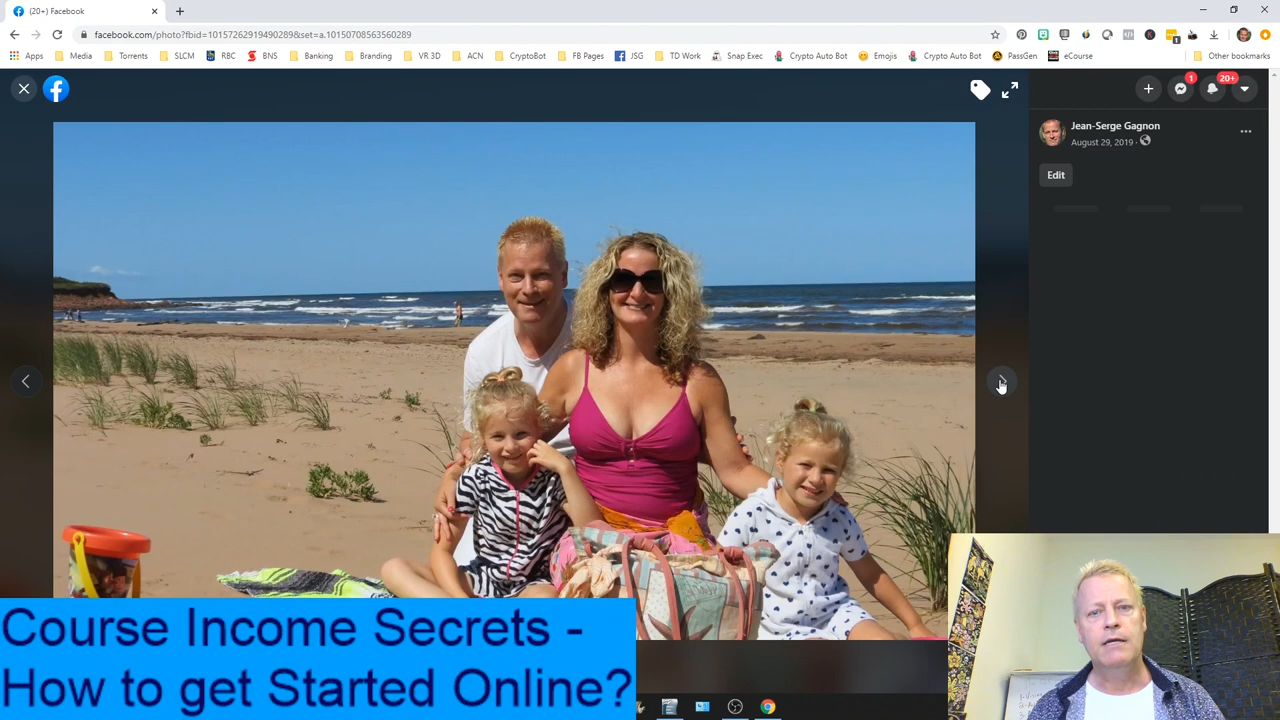 (20+) Facebook
facebook.com/photo?fbid=10157262919490289&set=a.10150708563560289
Apps Media Torrents SLCM RBC BNS Banking Branding VR 3D ACN CryptoBot FB Pages JSG TD Work Snap Exec Crypto Auto Bot Emojis Crypto Auto Bot PassGen eCourse Other bookmarks
1 20+
Jean-Serge Gagnon
August 29, 2019 ·
Edit
Course Income Secrets -
How to get Started Online?